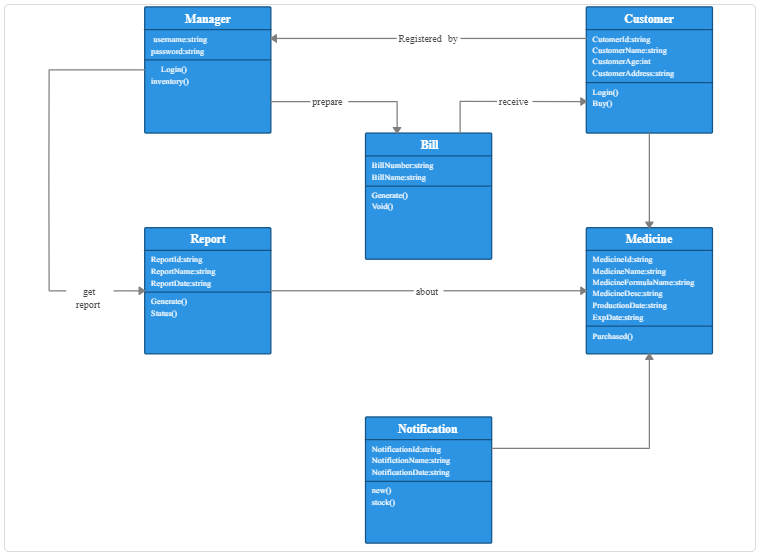 Manager
username:string
password:string
Login()
inventory()
Registered by
Customer
CutomerId:string
CustomerName:string
CustomerAge:int
CustomerAddress:string
Login()
Buy()
prepare
receive
Bill
BillNumber:string
BillName:string
Generate()
Void()
Report
ReportId:string
ReportName:string
ReportDate:string
Generate()
Status()
get
report
about
Medicine
MedicineId:string
MedicineName:string
MedicineFormulaName:string
MedicineDesc:string
ProductionDate:string
ExpDate:string
Purchased()
Notification
NotificationId:string
NotifictionName:string
NotificationDate:string
new()
stock()